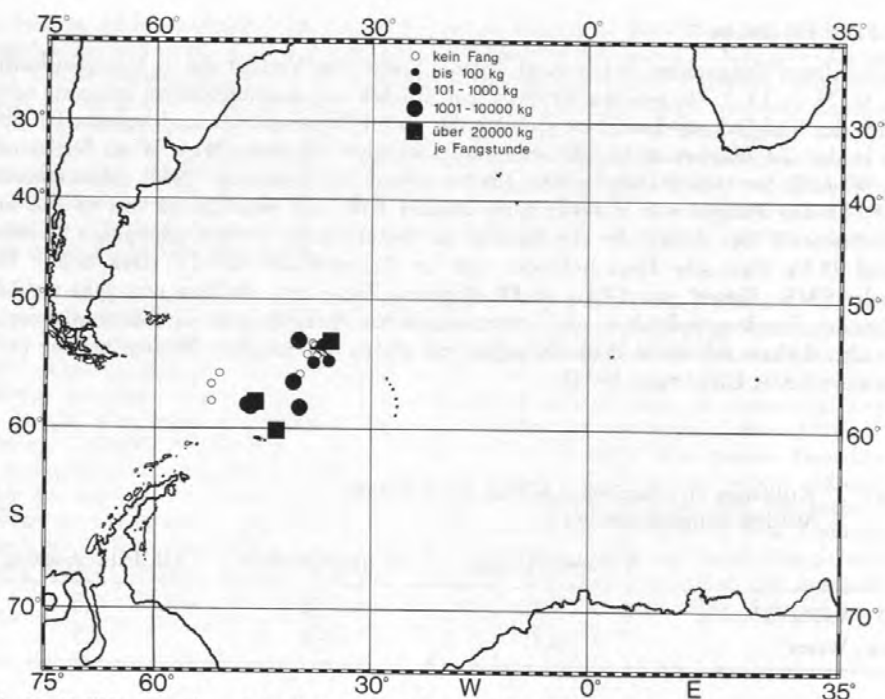 75° 60° 30° 0° 35°
kein Fang
bis 100 kg
101 - 1000 kg
1001 - 10000 kg
über 20000 kg
je Fangstunde
30° 30°
40° 40°
50° 50°
60° 60°
S
70° 70°
75° 60° 30° W 0° E 35°